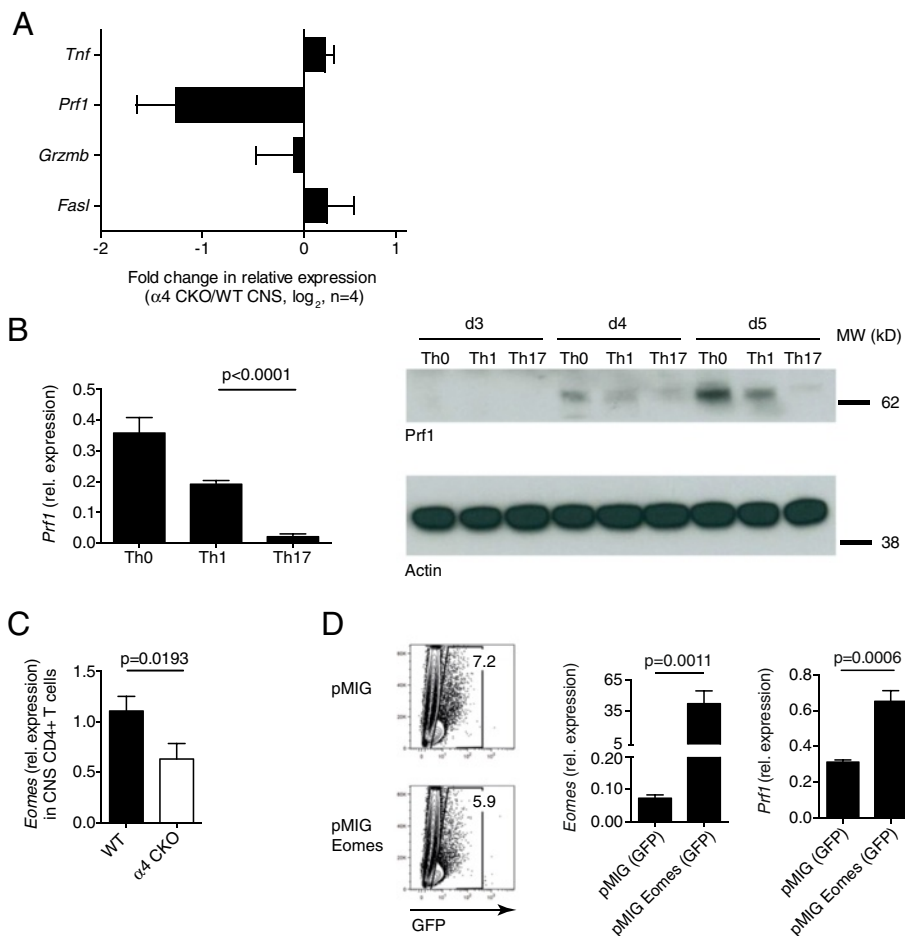 A
Tnf
Prf1
Grzmb
Fasl
-2 -1 0 1
Fold change in relative expression
(α4 CKO/WT CNS, log2, n=4)
B
p<0.0001
Prf1 (rel. expression)
0.5
0.4
0.3
0.2
0.1
0.0
Th0 Th1 Th17
d3 d4 d5
MW (kD)
Th0 Th1 Th17 Th0 Th1 Th17 Th0 Th1 Th17
62
Prf1
38
Actin
C
p=0.0193
Eomes (rel. expression)
in CNS CD4+ T cells
1.5
1.0
0.5
0.0
WT
α4 CKO
D
pMIG
7.2
pMIG
Eomes
5.9
GFP
p=0.0011
Eomes (rel. expression)
65
35
5
0.20
0.10
0.00
pMIG (GFP)
pMIG Eomes (GFP)
p=0.0006
Prf1 (rel. expression)
0.8
0.6
0.4
0.2
0.0
pMIG (GFP)
pMIG Eomes (GFP)